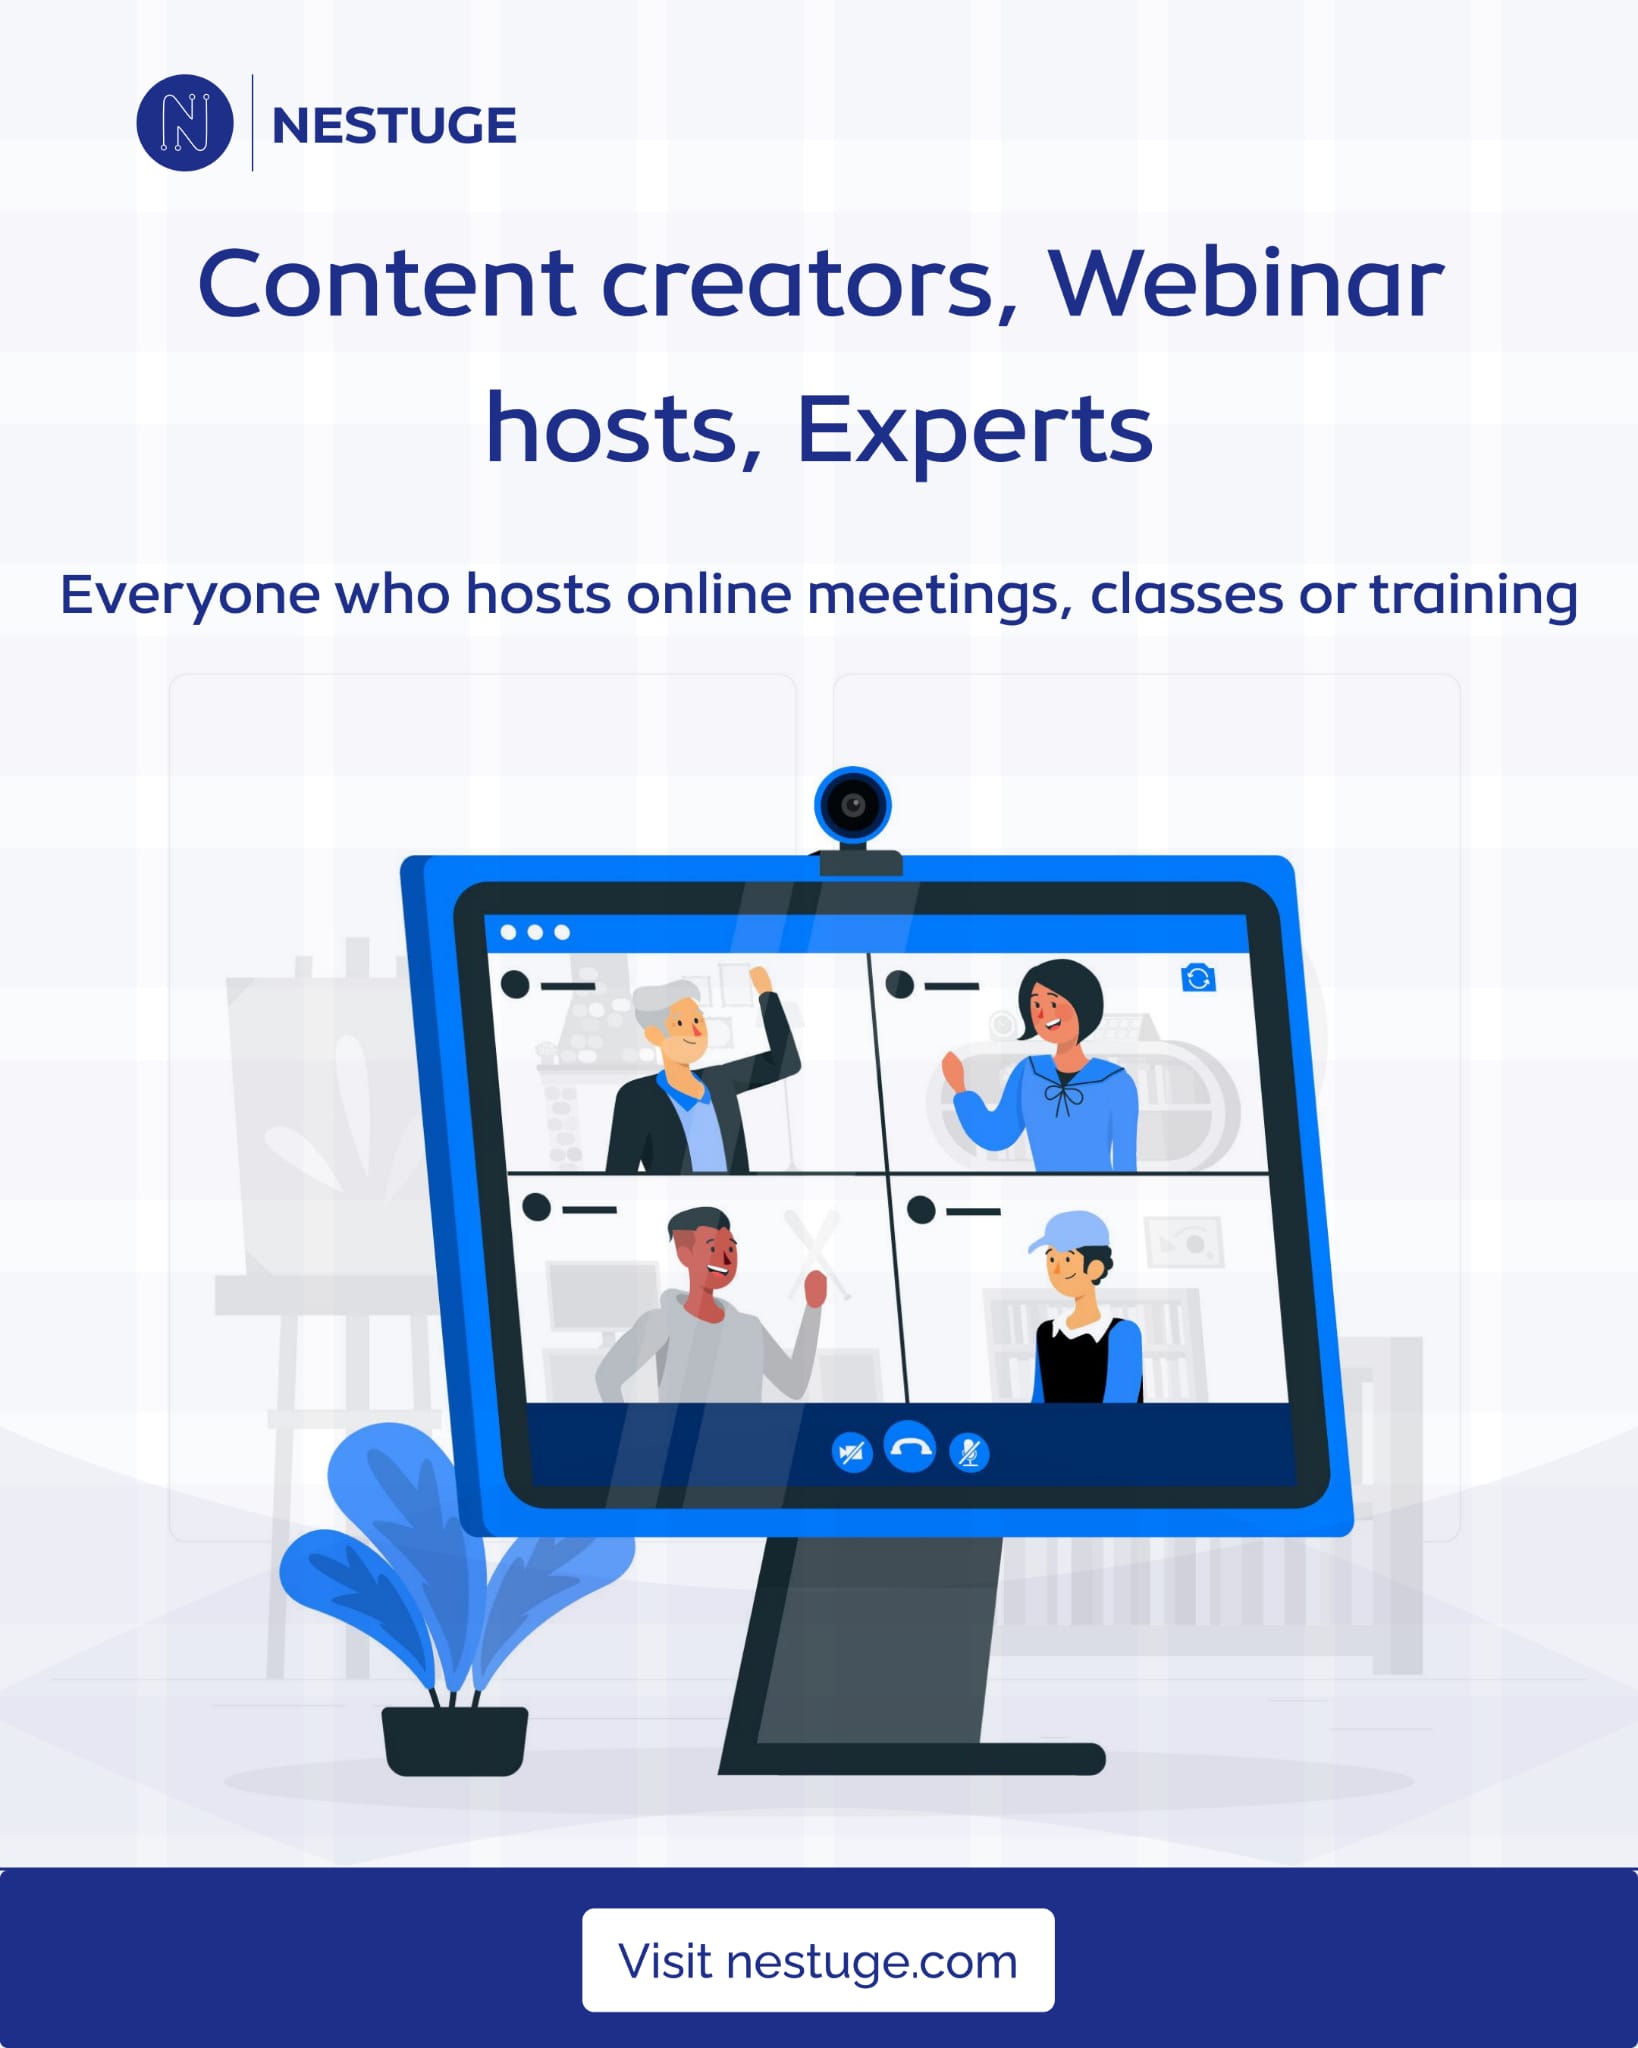 NESTUGE
Content creators, Webinar
hosts, Experts
Everyone who hosts online meetings, classes or training
Visit nestuge.com